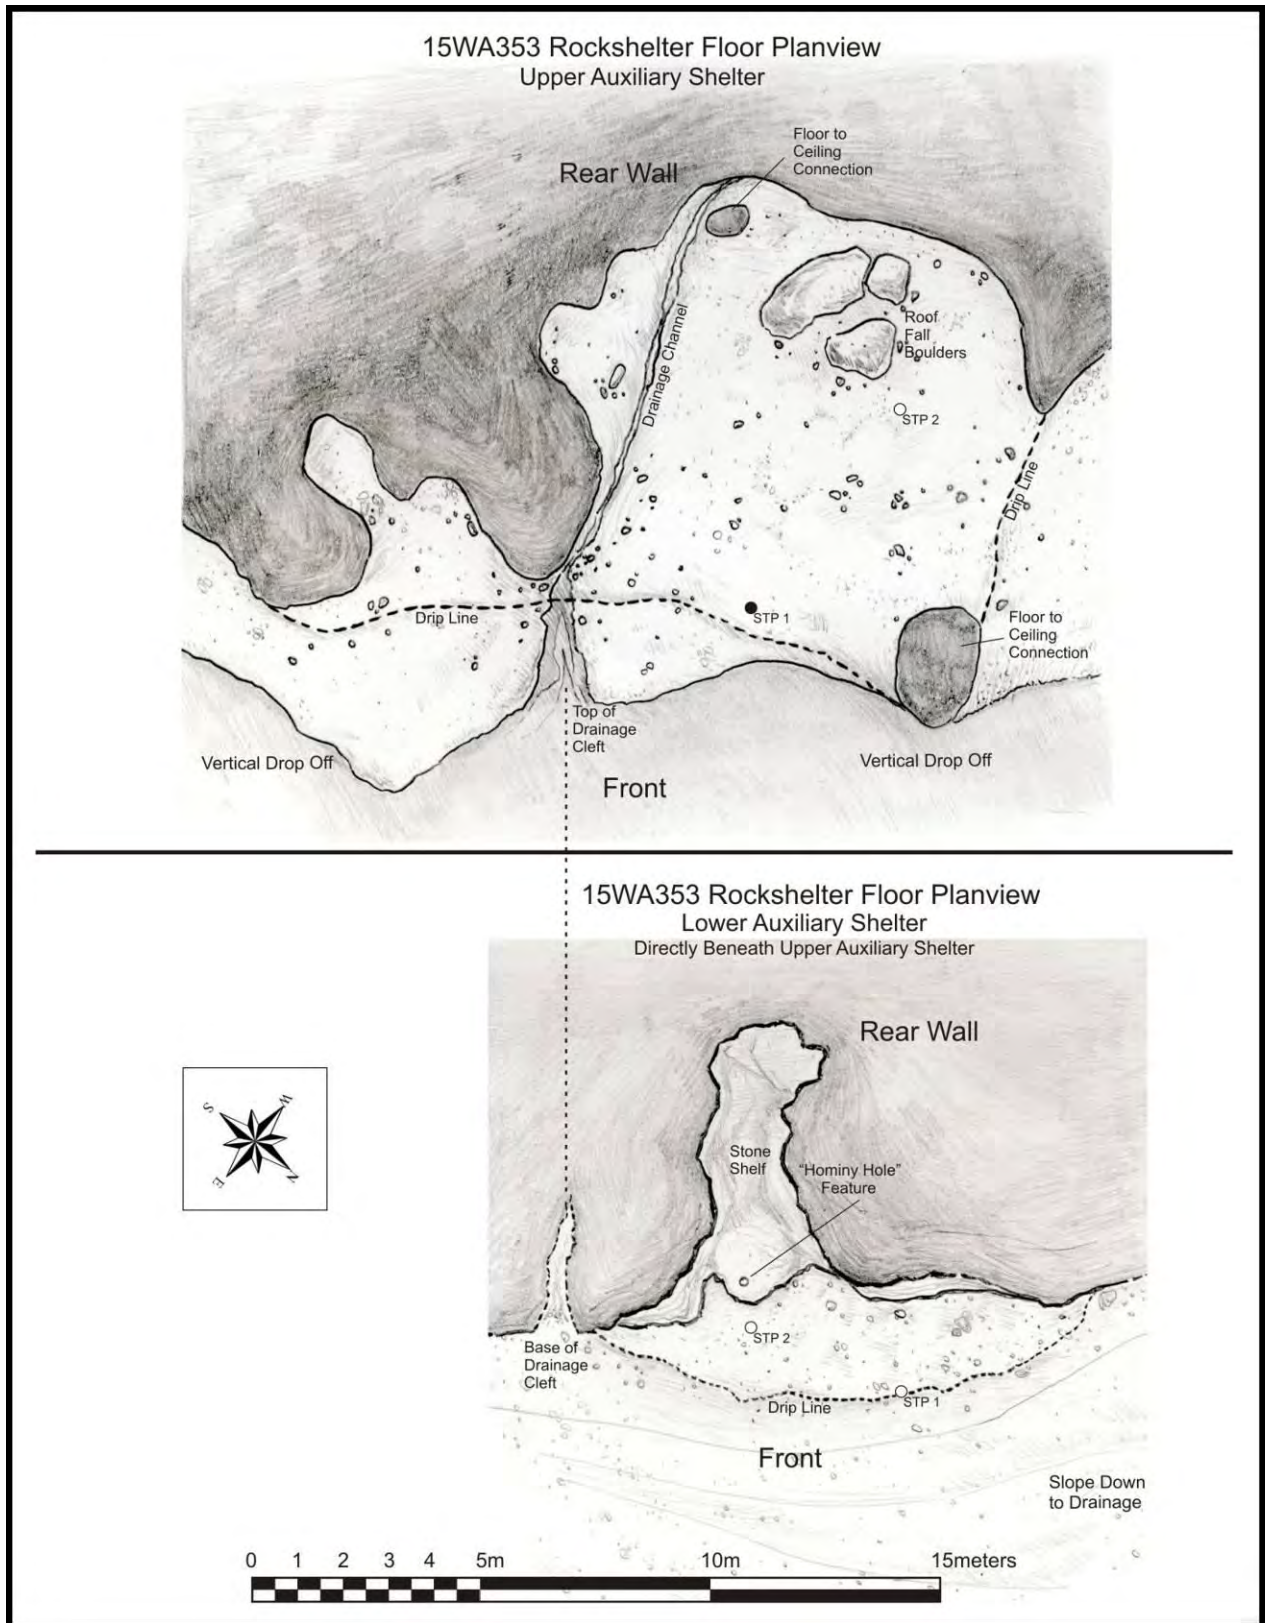 15WA353 Rockshelter Floor Planview
Upper Auxiliary Shelter
Floor to
Ceiling
Connection
Rear Wall
Drainage Channel
Roof
Fall
Boulders
STP 2
Drip Line
STP 1
Drip Line
Floor to
Ceiling
Connection
Top of
Drainage
Cleft
Vertical Drop Off
Vertical Drop Off
Front
15WA353 Rockshelter Floor Planview
Lower Auxiliary Shelter
Directly Beneath Upper Auxiliary Shelter
Rear Wall
S
W
E
N
Stone
Shelf
“Hominy Hole”
Feature
STP 2
Base of
Drainage
Cleft
STP 1
Drip Line
Front
Slope Down
to Drainage
0 1 2 3 4 5m 10m 15meters